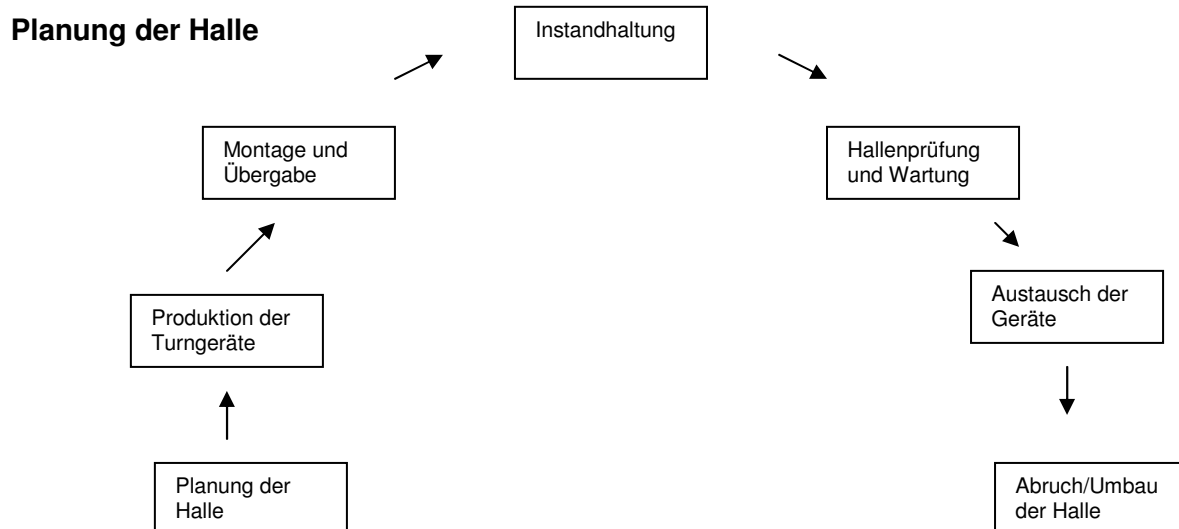 Planung der Halle
Instandhaltung
Montage und
Übergabe
Hallenprüfung
und Wartung
Produktion der
Turngeräte
Austausch der
Geräte
Planung der
Halle
Abruch/Umbau
der Halle